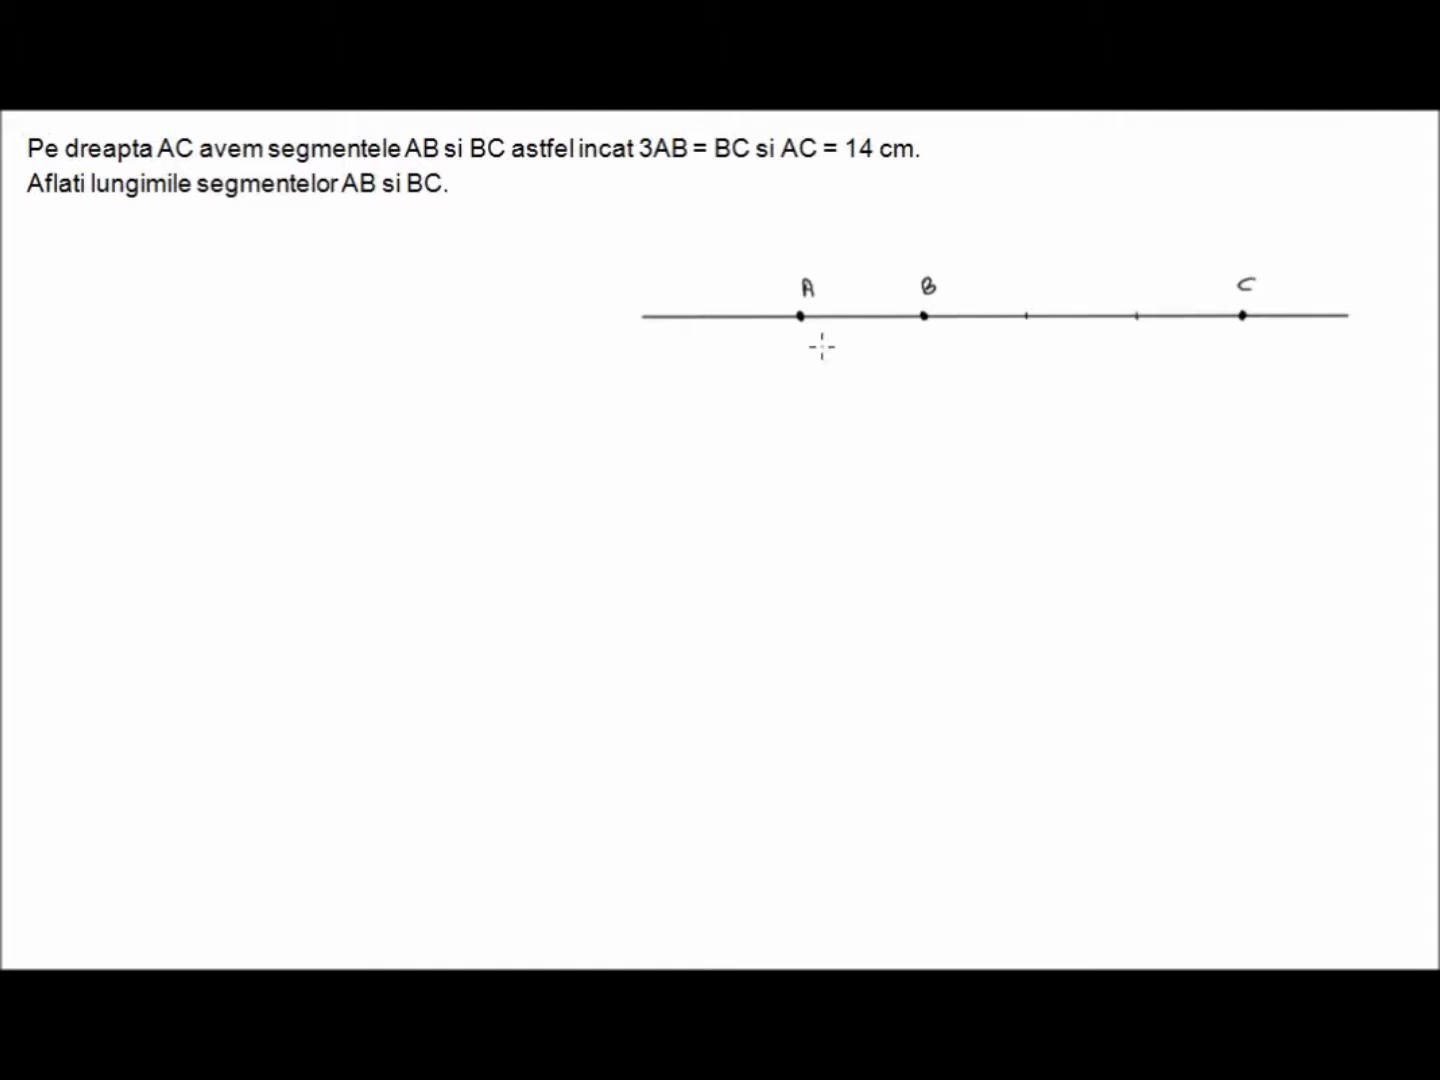 Pe dreapta AC avem segmentele AB si BC astfel incat 3AB = BC si AC = 14 cm.
Aflati lungimile segmentelor AB si BC.
A B C